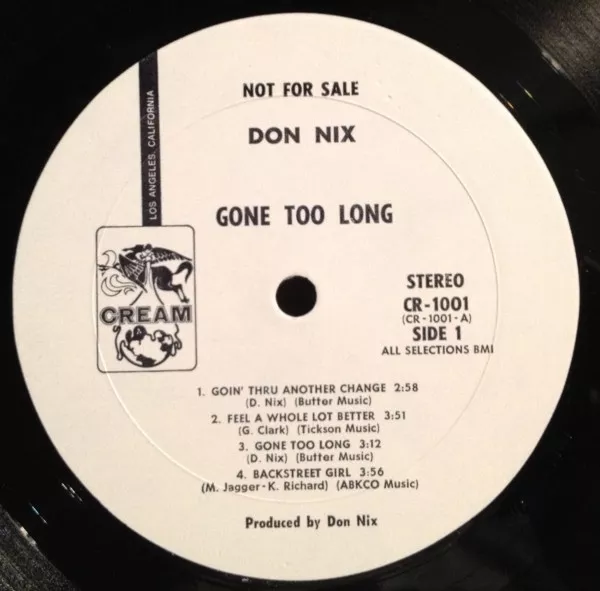 NOT FOR SALE
DON NIX
LOS ANGELES, CALIFORNIA
GONE TOO LONG
CREAM
STEREO
CR-1001
(CR-1001-A)
SIDE 1
ALL SELECTIONS BMI
1. GOIN' THRU ANOTHER CHANGE 2:58
(D. Nix) (Butter Music)
2. FEEL A WHOLE LOT BETTER 3:51
(G. Clark) (Tickson Music)
3. GONE TOO LONG 3:12
(D. Nix) (Butter Music)
4. BACKSTREET GIRL 3:56
(M. Jagger-K. Richard) (ABKCO Music)
Produced by Don Nix